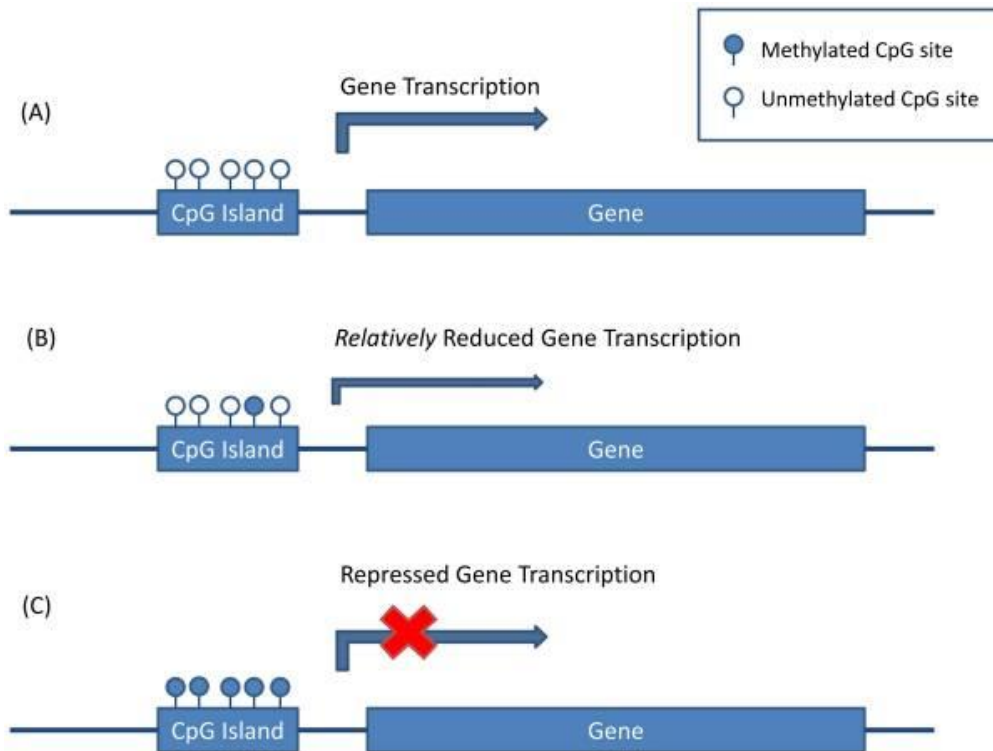 Methylated CpG site
Unmethylated CpG site
(A)
Gene Transcription
CpG Island
Gene
(B)
Relatively Reduced Gene Transcription
CpG Island
Gene
(C)
Repressed Gene Transcription
CpG Island
Gene